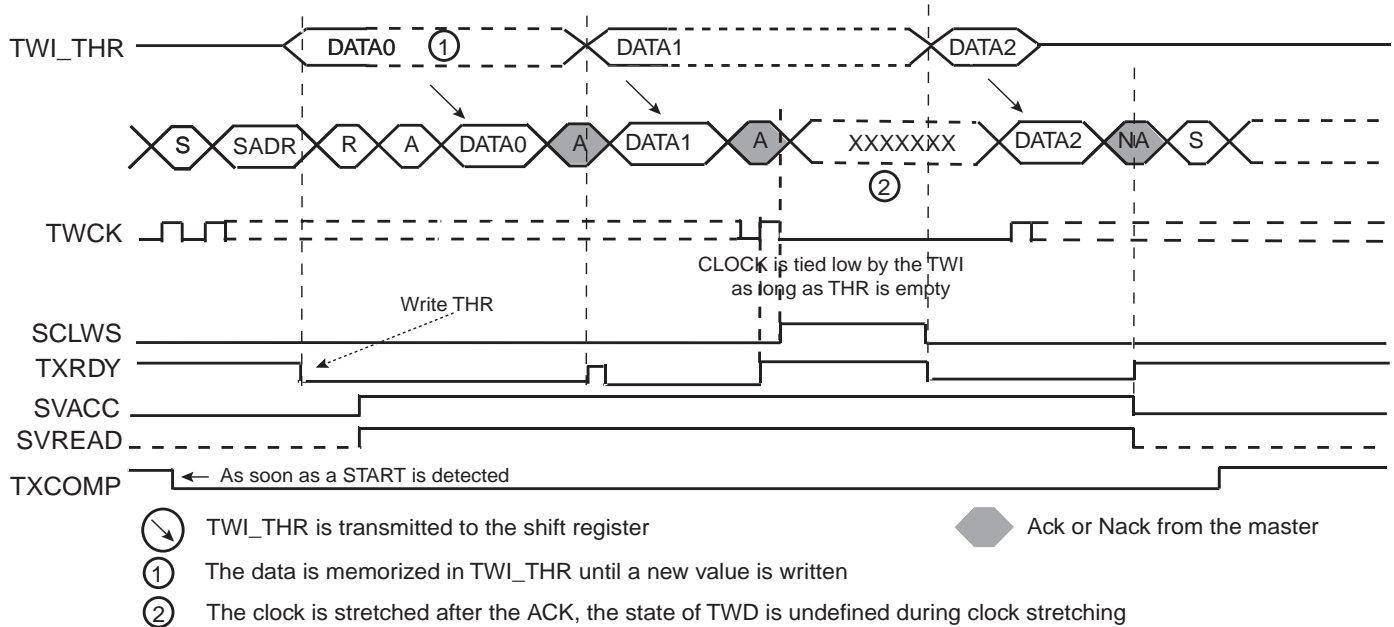 TWI_THR
DATA0
1
DATA1
DATA2
S
SADR
R
A
DATA0
A
DATA1
A
XXXXXXX
DATA2
NA
S
2
TWCK
CLOCK is tied low by the TWI
as long as THR is empty
Write THR
SCLWS
TXRDY
SVACC
SVREAD
TXCOMP
As soon as a START is detected
TWI_THR is transmitted to the shift register
Ack or Nack from the master
1 The data is memorized in TWI_THR until a new value is written
2 The clock is stretched after the ACK, the state of TWD is undefined during clock stretching